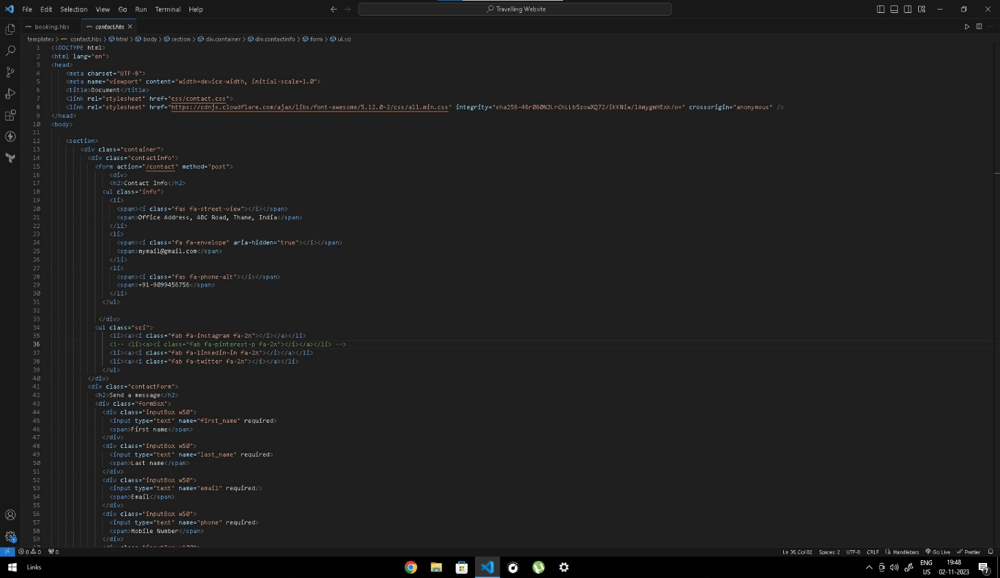 File Edit Selection View Go Run Terminal Help
Travelling Website
booking.hbs contact.hbs
templates > contact.hbs > html > body > section > div.container > div.contactinfo > form > ul.sci
1 <!DOCTYPE html>
2 <html lang="en">
3 <head>
4 <meta charset="UTF-8">
5 <meta name="viewport" content="width=device-width, initial-scale=1.0">
6 <title>Document</title>
7 <link rel="stylesheet" href="css/contact.css">
8 <link rel="stylesheet" href="https://cdnjs.cloudflare.com/ajax/libs/font-awesome/5.12.0-2/css/all.min.css" integrity="sha256-46r060N2LrChLLb5zowXQ72/iKKNiw/lAmygmHExk/o=" crossorigin="anonymous" />
9 </head>
10 <body>
11
12 <section>
13 <div class="container">
14 <div class="contactinfo">
15 <form action="/contact" method="post">
16 <div>
17 <h2>Contact Info</h2>
18 <ul class="info">
19 <li>
20 <span><i class="fas fa-street-view"></i></span>
21 <span>Office Address, ABC Road, Thane, India</span>
22 </li>
23 <li>
24 <span><i class="fa fa-envelope" aria-hidden="true"></i></span>
25 <span>mymail@gmail.com</span>
26 </li>
27 <li>
28 <span><i class="fas fa-phone-alt"></i></span>
29 <span>+91-9099456756</span>
30 </li>
31 </ul>
32
33 </div>
34 <ul class="sci">
35 <li><a><i class="fab fa-instagram fa-2x"></i></a></li>
36 <!-- <li><a><i class="fab fa-pinterest-p fa-2x"></i></a></li> -->
37 <li><a><i class="fab fa-linkedin-in fa-2x"></i></a></li>
38 <li><a><i class="fab fa-twitter fa-2x"></i></a></li>
39 </ul>
40 </div>
41 <div class="contactForm">
42 <h2>Send a message</h2>
43 <div class="formBox">
44 <div class="inputBox w50">
45 <input type="text" name="first_name" required>
46 <span>First name</span>
47 </div>
48 <div class="inputBox w50">
49 <input type="text" name="last_name" required>
50 <span>Last name</span>
51 </div>
52 <div class="inputBox w50">
53 <input type="text" name="email" required/>
54 <span>Email</span>
55 </div>
56 <div class="inputBox w50">
57 <input type="text" name="phone" required>
58 <span>Mobile Number</span>
59 </div>
0 0 0 Ln 36, Col 62 Spaces: 2 UTF-8 CRLF Handlebars Go Live Prettier
Links
ENG
US
19:48
02-11-2023
7